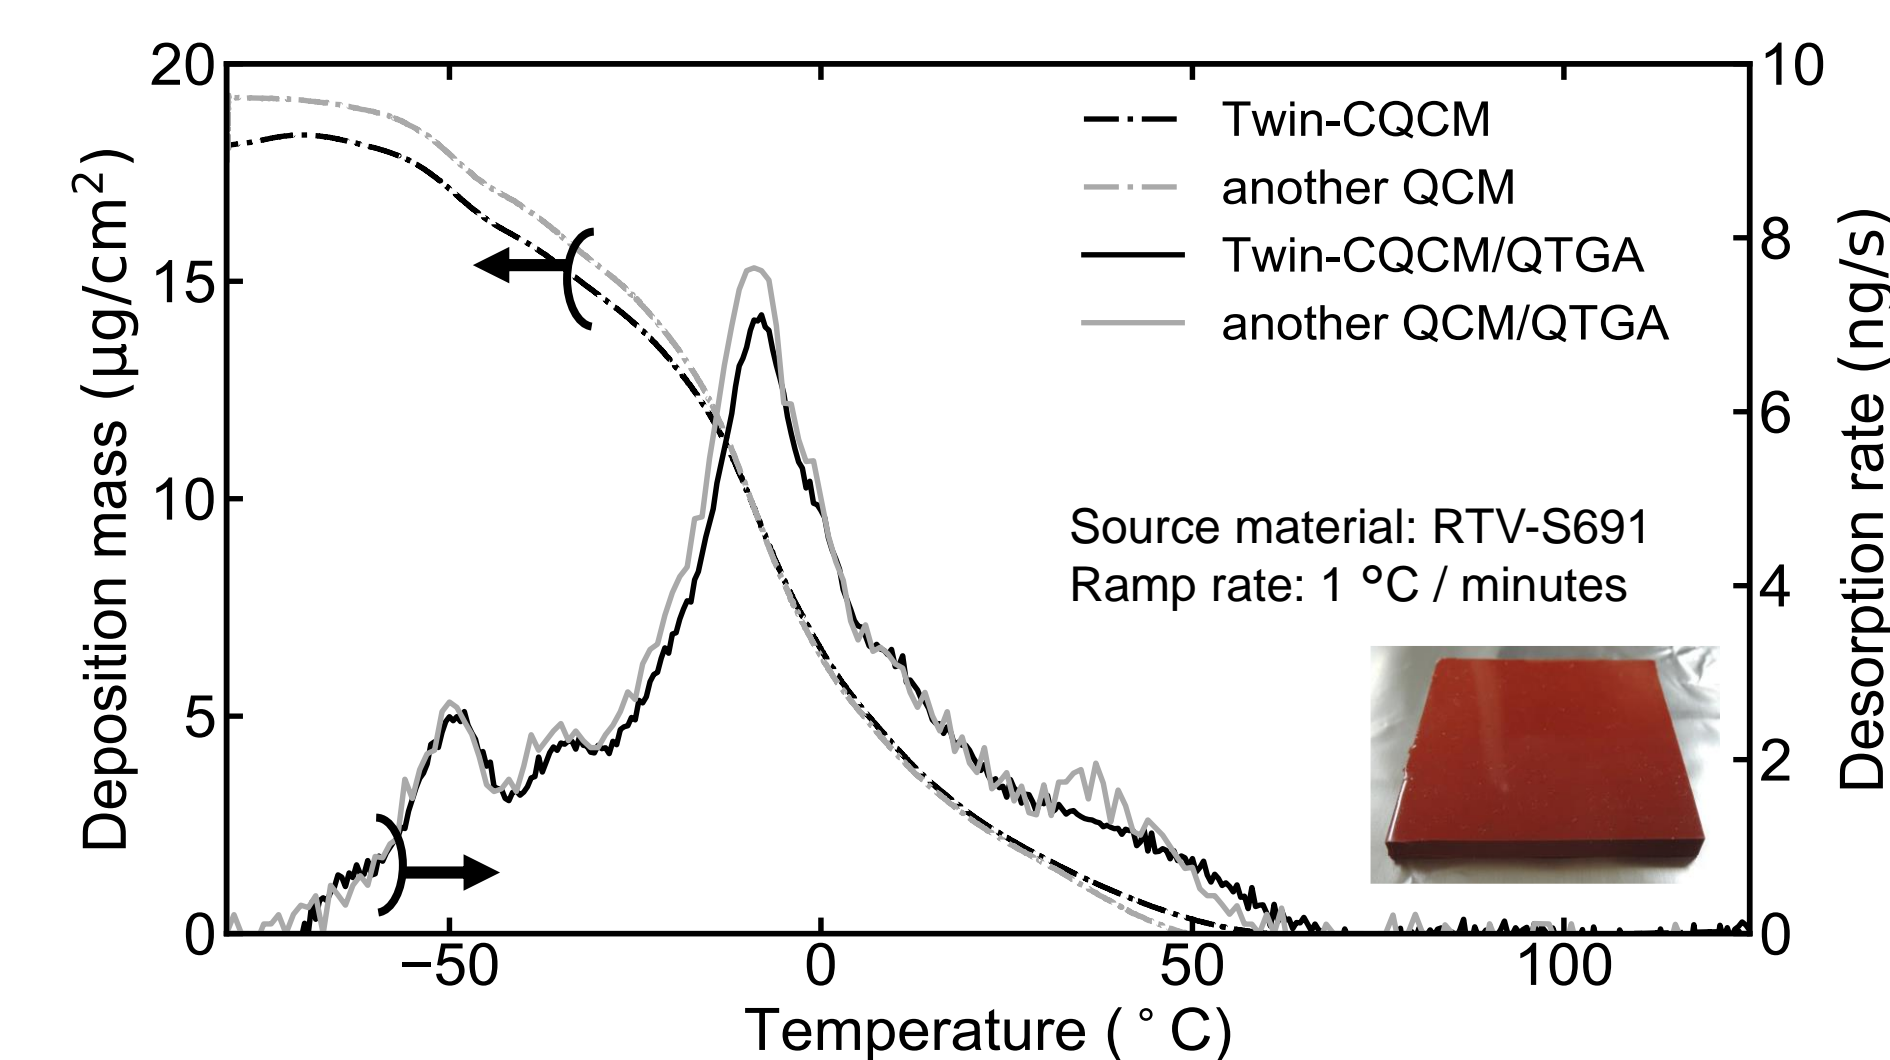 20
15
10
5
0
Deposition mass (µg/cm²)
10
8
6
4
2
0
Desorption rate (ng/s)
Twin-CQCM
another QCM
Twin-CQCM/QTGA
another QCM/QTGA
Source material: RTV-S691
Ramp rate: 1 °C / minutes
−50
0
50
100
Temperature ( °C)